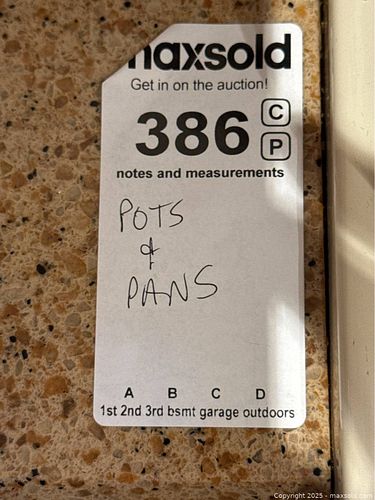 maxsold
Get in on the auction!
386
C
P
notes and measurements
POTS
&
PANS
A B C D
1st 2nd 3rd bsmt garage outdoors
Copyright 2025 - maxsold.com